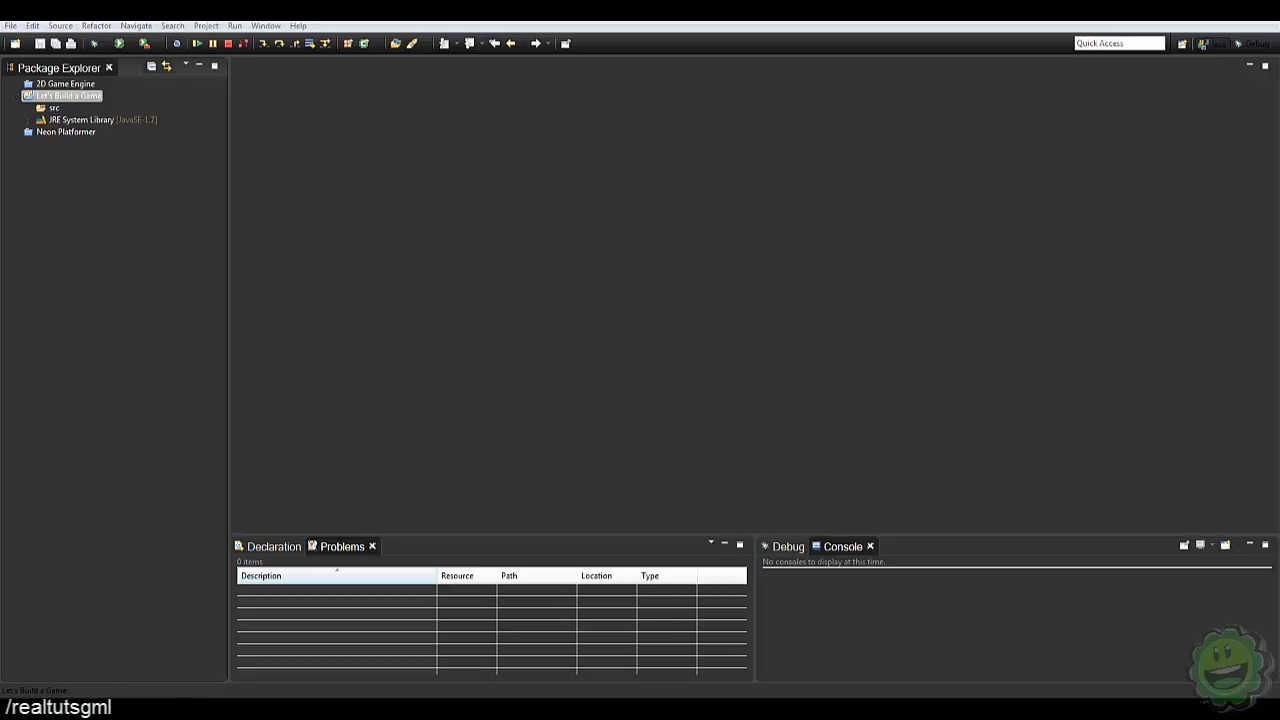 File Edit Source Refactor Navigate Search Project Run Window Help
Quick Access
Java
Debug
Package Explorer
2D Game Engine
Let's Build a Game
src
JRE System Library [JavaSE-1.7]
Neon Platformer
Declaration Problems
0 items
Description Resource Path Location Type
Debug Console
No consoles to display at this time.
Let's Build a Game
/realtutsgml